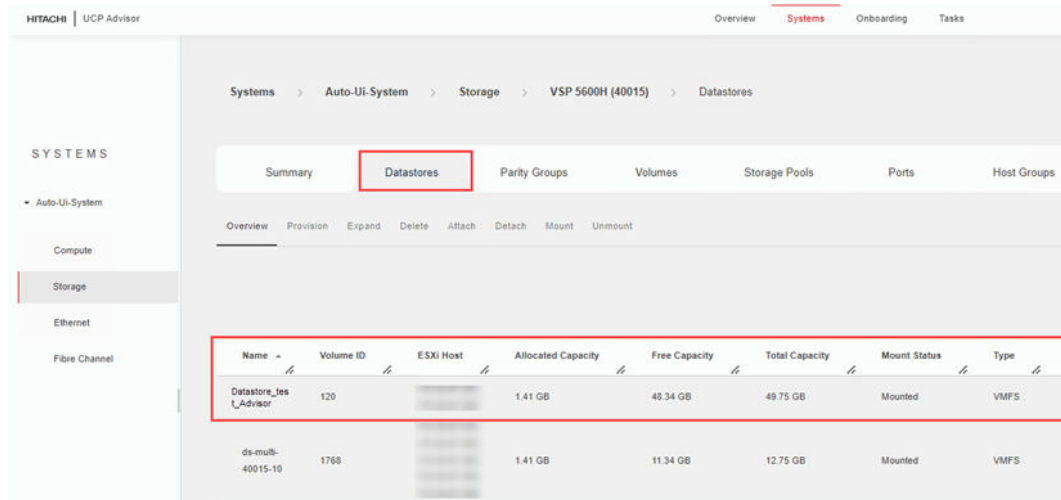 HITACHI UCP Advisor
Overview Systems Onboarding Tasks
Systems > Auto-Ui-System > Storage > VSP 5600H (40015) > Datastores
SYSTEMS
Auto-Ui-System
Compute
Storage
Ethernet
Fibre Channel
Summary Datastores Parity Groups Volumes Storage Pools Ports Host Groups
Overview Provision Expand Delete Attach Detach Mount Unmount
Name Volume ID ESXi Host Allocated Capacity Free Capacity Total Capacity Mount Status Type
Datastore_tes
t_Advisor
120 1.41 GB 48.34 GB 49.75 GB Mounted VMFS
ds-multi-
40015-10
1768 1.41 GB 11.34 GB 12.75 GB Mounted VMFS